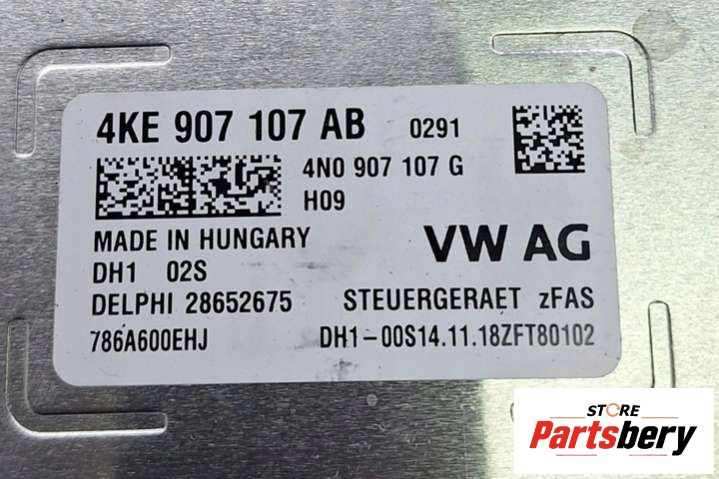 4KE 907 107 AB 0291
4N0 907 107 G
H09
MADE IN HUNGARY
VW AG
DH1 02S
DELPHI 28652675 STEUERGERAET zFAS
786A600EHJ DH1-00S14.11.18ZFT80102
STORE
Partsbery